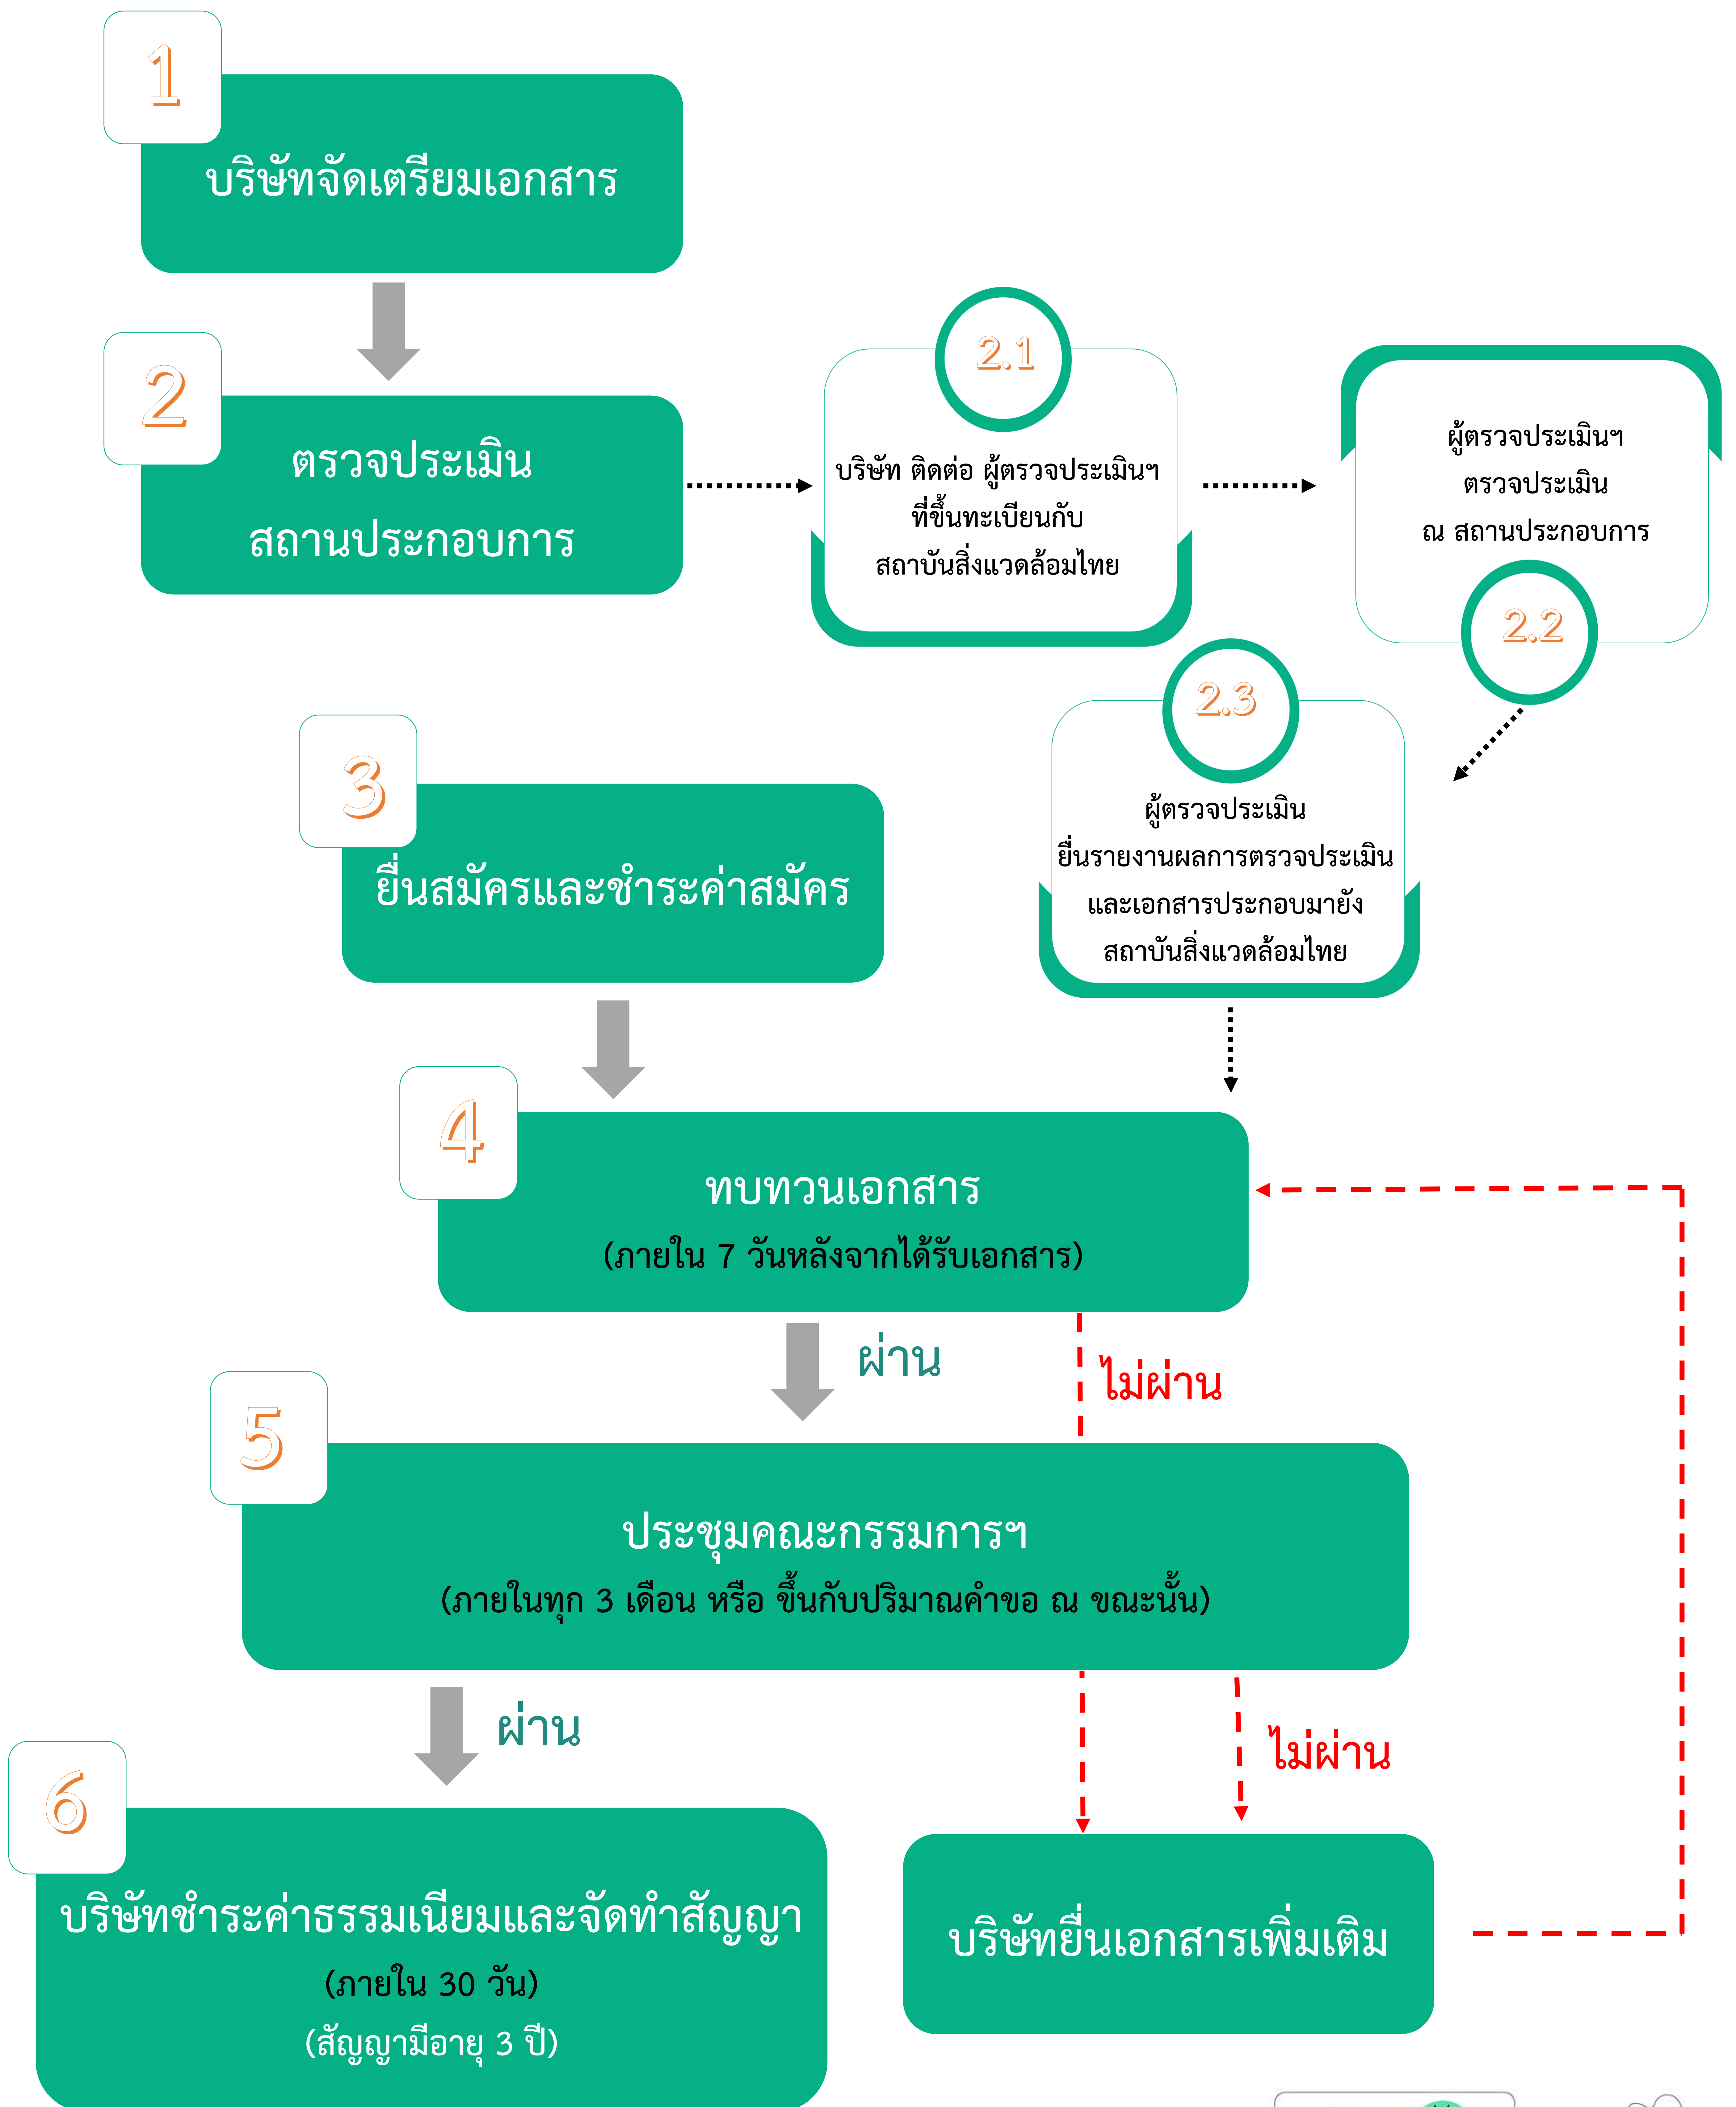 1
บริษัทจัดเตรียมเอกสาร
2
ตรวจประเมิน
สถานประกอบการ
2.1
บริษัท ติดต่อ ผู้ตรวจประเมินฯ
ที่ขึ้นทะเบียนกับ
สถาบันสิ่งแวดล้อมไทย
ผู้ตรวจประเมินฯ
ตรวจประเมิน
ณ สถานประกอบการ
2.2
2.3
ผู้ตรวจประเมิน
ยื่นรายงานผลการตรวจประเมิน
และเอกสารประกอบมายัง
สถาบันสิ่งแวดล้อมไทย
3
ยื่นสมัครและชำระค่าสมัคร
4
ทบทวนเอกสาร
(ภายใน 7 วันหลังจากได้รับเอกสาร)
ผ่าน
ไม่ผ่าน
5
ประชุมคณะกรรมการฯ
(ภายในทุก 3 เดือน หรือ ขึ้นกับปริมาณคำขอ ณ ขณะนั้น)
ผ่าน
ไม่ผ่าน
6
บริษัทชำระค่าธรรมเนียมและจัดทำสัญญา
(ภายใน 30 วัน)
(สัญญามีอายุ 3 ปี)
บริษัทยื่นเอกสารเพิ่มเติม